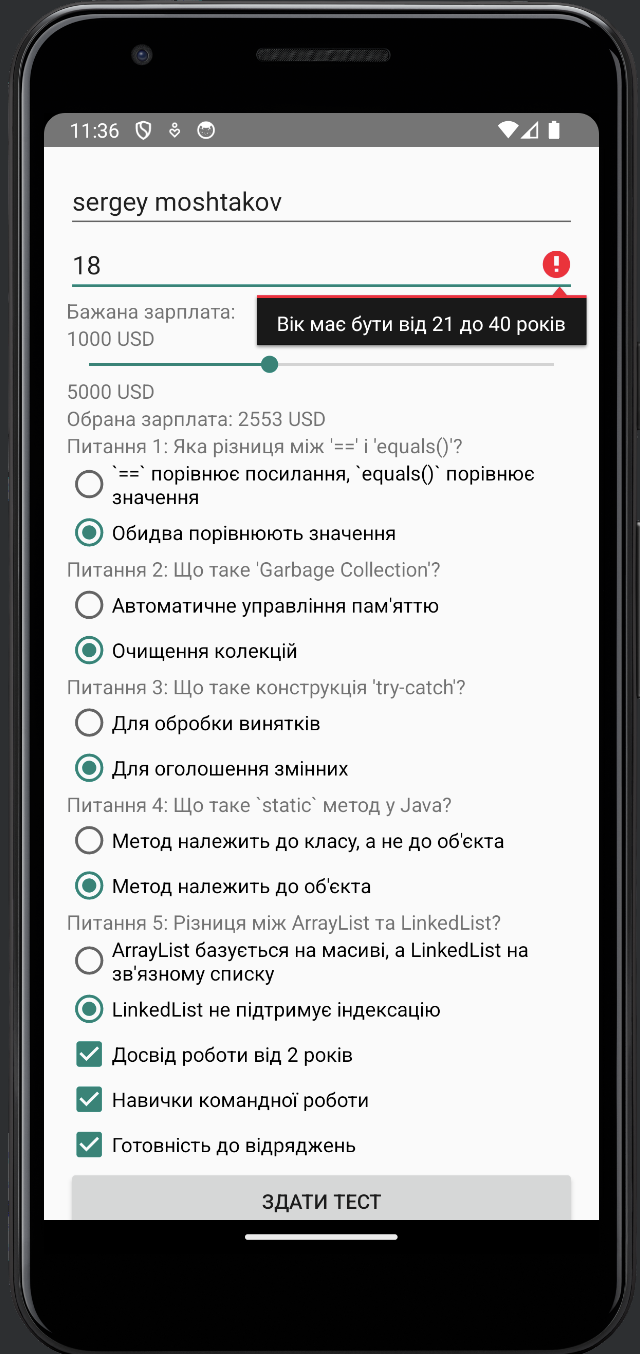 11:36
sergey moshtakov
18
Бажана зарплата:
Вік має бути від 21 до 40 років
1000 USD
5000 USD
Обрана зарплата: 2553 USD
Питання 1: Яка різниця між '==' і 'equals()'?
`==` порівнює посилання, `equals()` порівнює
значення
Обидва порівнюють значення
Питання 2: Що таке 'Garbage Collection'?
Автоматичне управління пам'яттю
Очищення колекцій
Питання 3: Що таке конструкція 'try-catch'?
Для обробки винятків
Для оголошення змінних
Питання 4: Що таке `static` метод у Java?
Метод належить до класу, а не до об'єкта
Метод належить до об'єкта
Питання 5: Різниця між ArrayList та LinkedList?
ArrayList базується на масиві, а LinkedList на
зв'язному списку
LinkedList не підтримує індексацію
Досвід роботи від 2 років
Навички командної роботи
Готовність до відряджень
ЗДАТИ ТЕСТ